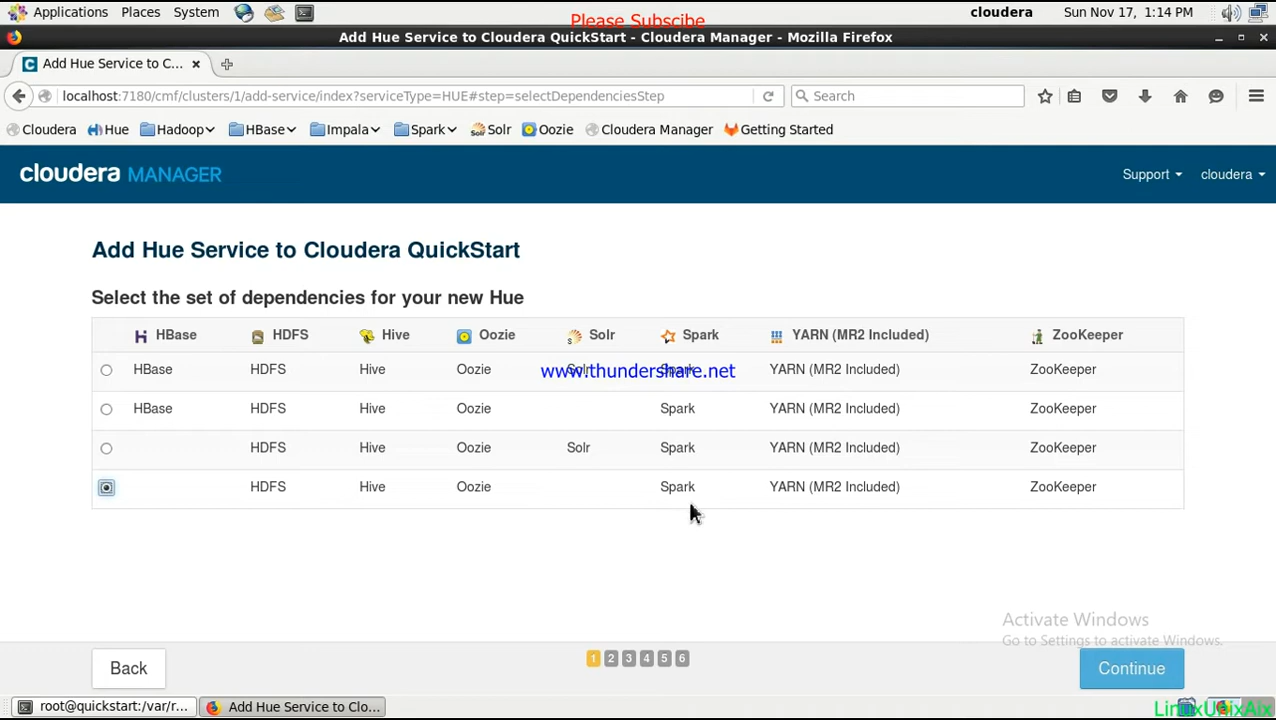 Applications Places System
Please Subscibe
cloudera Sun Nov 17, 1:14 PM
Add Hue Service to Cloudera QuickStart - Cloudera Manager - Mozilla Firefox
Add Hue Service to C...
localhost:7180/cmf/clusters/1/add-service/index?serviceType=HUE#step=selectDependenciesStep
Search
Cloudera Hue Hadoop HBase Impala Spark Solr Oozie Cloudera Manager Getting Started
cloudera MANAGER Support cloudera
Add Hue Service to Cloudera QuickStart
Select the set of dependencies for your new Hue
HBase HDFS Hive Oozie Solr Spark YARN (MR2 Included) ZooKeeper
HBase HDFS Hive Oozie Solr Spark YARN (MR2 Included) ZooKeeper
www.thundershare.net
HBase HDFS Hive Oozie Spark YARN (MR2 Included) ZooKeeper
HDFS Hive Oozie Solr Spark YARN (MR2 Included) ZooKeeper
HDFS Hive Oozie Spark YARN (MR2 Included) ZooKeeper
Activate Windows
Go to Settings to activate Windows.
Back 1 2 3 4 5 6 Continue
root@quickstart:/var/r... Add Hue Service to Clo...
LinuxUnixAix